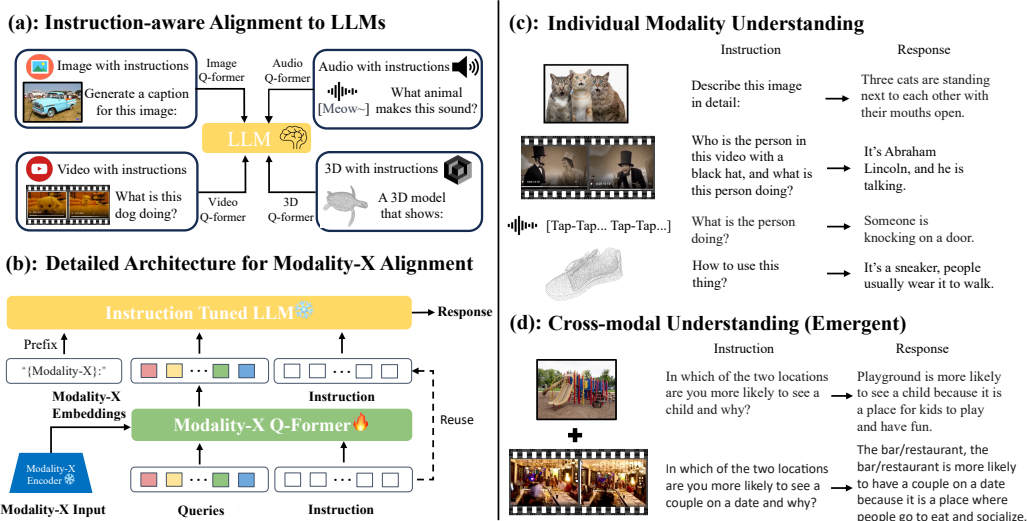 (a): Instruction-aware Alignment to LLMs
Image with instructions
Generate a caption
for this image:
Image
Q-former
Audio
Q-former
Audio with instructions
[Meow~]
What animal
makes this sound?
LLM
Video with instructions
What is this
dog doing?
Video
Q-former
3D
Q-former
3D with instructions
A 3D model
that shows:
(b): Detailed Architecture for Modality-X Alignment
Instruction Tuned LLM
Response
Prefix
"{Modality-X}:"
...
Modality-X
Embeddings
Instruction
Reuse
Modality-X Q-Former
Modality-X
Encoder
...
Modality-X Input
Queries
Instruction
(c): Individual Modality Understanding
Instruction
Response
Describe this image
in detail:
Three cats are standing
next to each other with
their mouths open.
Who is the person in
this video with a
black hat, and what is
this person doing?
It's Abraham
Lincoln, and he is
talking.
[Tap-Tap... Tap-Tap...]
What is the person
doing?
Someone is
knocking on a door.
How to use this
thing?
It's a sneaker, people
usually wear it to walk.
(d): Cross-modal Understanding (Emergent)
Instruction
Response
In which of the two locations
are you more likely to see a
child and why?
Playground is more likely
to see a child because it is
a place for kids to play
and have fun.
In which of the two locations
are you more likely to see a
couple on a date and why?
The bar/restaurant, the
bar/restaurant is more likely
to have a couple on a date
because it is a place where
people go to eat and socialize.